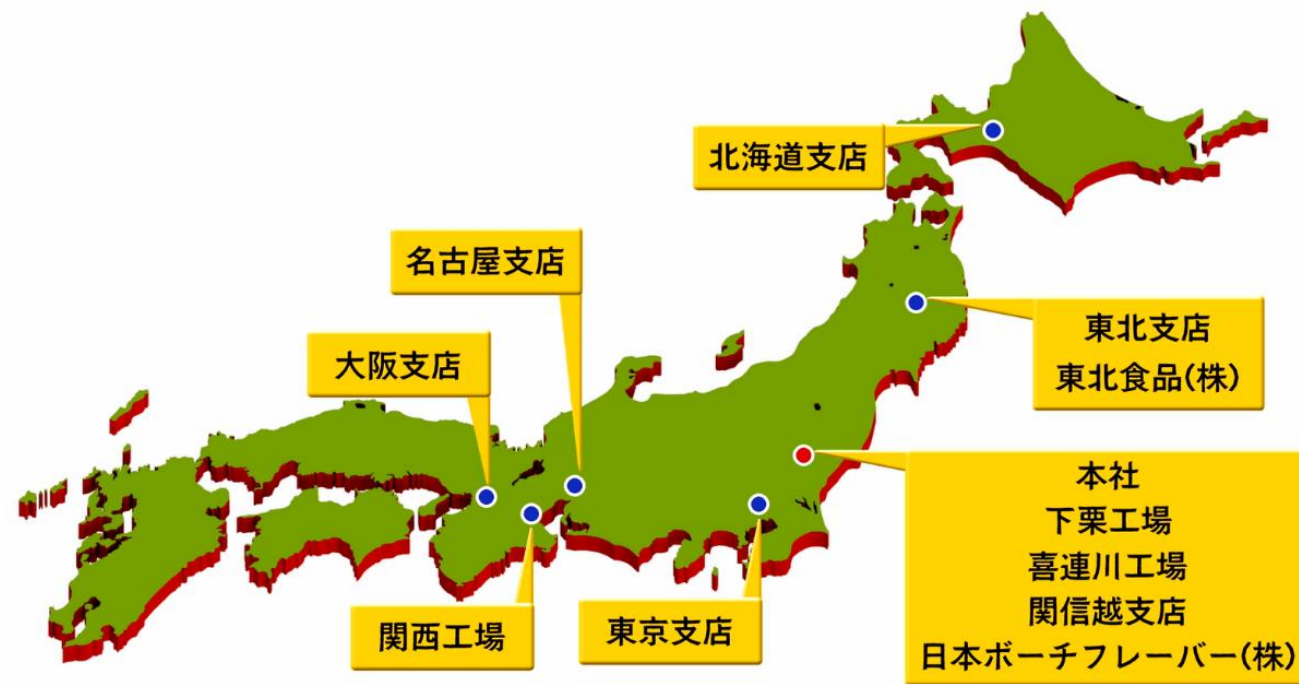 北海道支店
名古屋支店
大阪支店
東北支店
東北食品(株)
本社
下栗工場
喜連川工場
関信越支店
日本ボーチフレーバー(株)
関西工場
東京支店